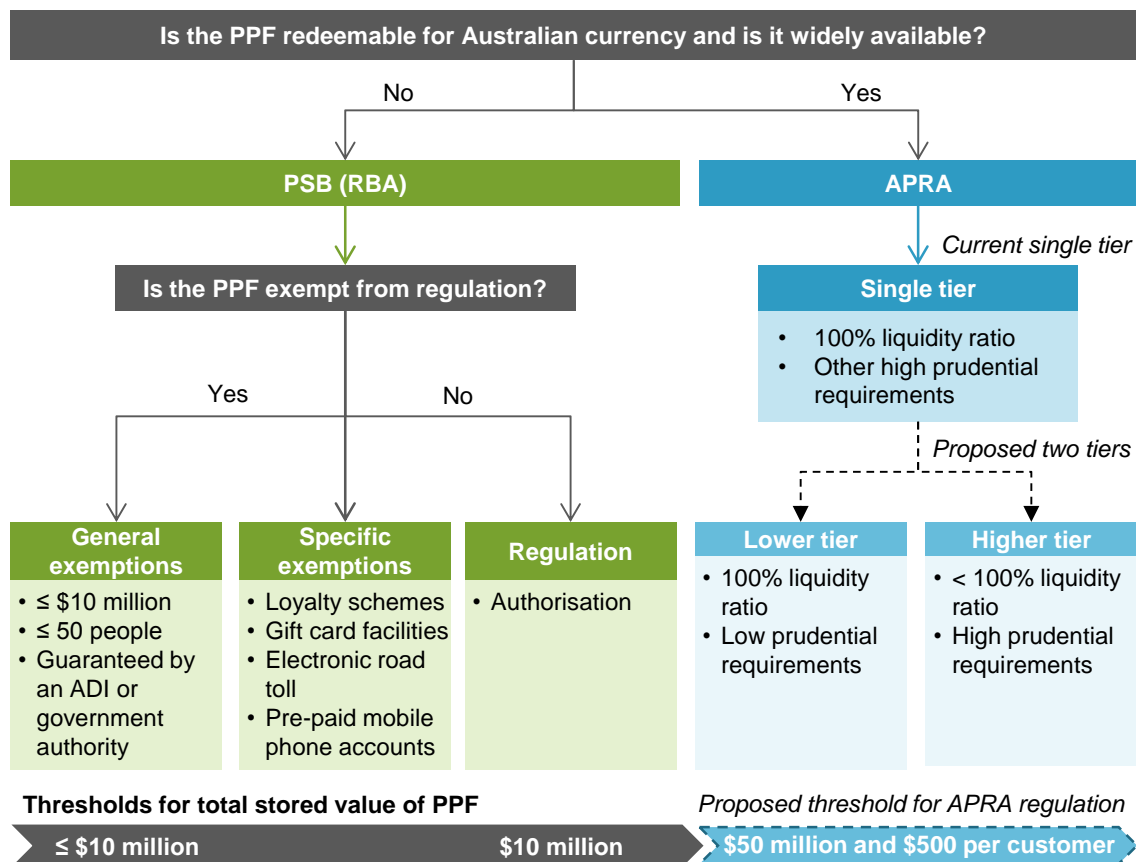 Is the PPF redeemable for Australian currency and is it widely available?
No
Yes
PSB (RBA)
APRA
Current single tier
Is the PPF exempt from regulation?
Single tier
• 100% liquidity ratio
• Other high prudential
requirements
Yes
No
Proposed two tiers
General
exemptions
• ≤ $10 million
• ≤ 50 people
• Guaranteed by
an ADI or
government
authority
Specific
exemptions
• Loyalty schemes
• Gift card facilities
• Electronic road
toll
• Pre-paid mobile
phone accounts
Regulation
• Authorisation
Lower tier
• 100% liquidity
ratio
• Low prudential
requirements
Higher tier
• < 100% liquidity
ratio
• High prudential
requirements
Thresholds for total stored value of PPF
Proposed threshold for APRA regulation
≤ $10 million
$10 million
$50 million and $500 per customer